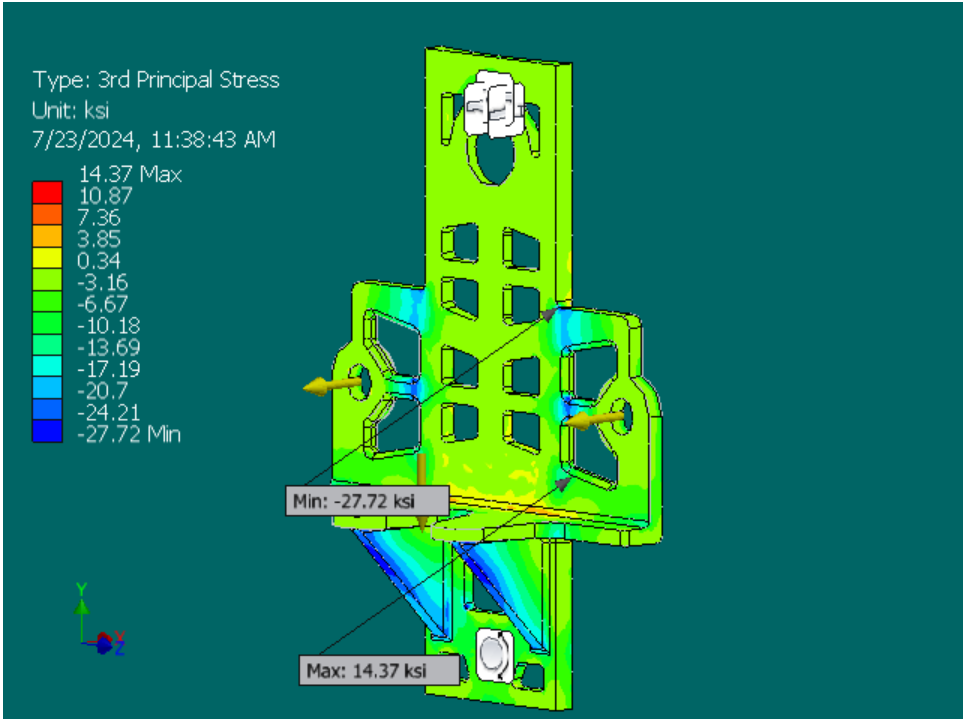 Type: 3rd Principal Stress
Unit: ksi
7/23/2024, 11:38:43 AM
14.37 Max
10.87
7.36
3.85
0.34
-3.16
-6.67
-10.18
-13.69
-17.19
-20.7
-24.21
-27.72 Min
Min: -27.72 ksi
Max: 14.37 ksi
Y
X
Z